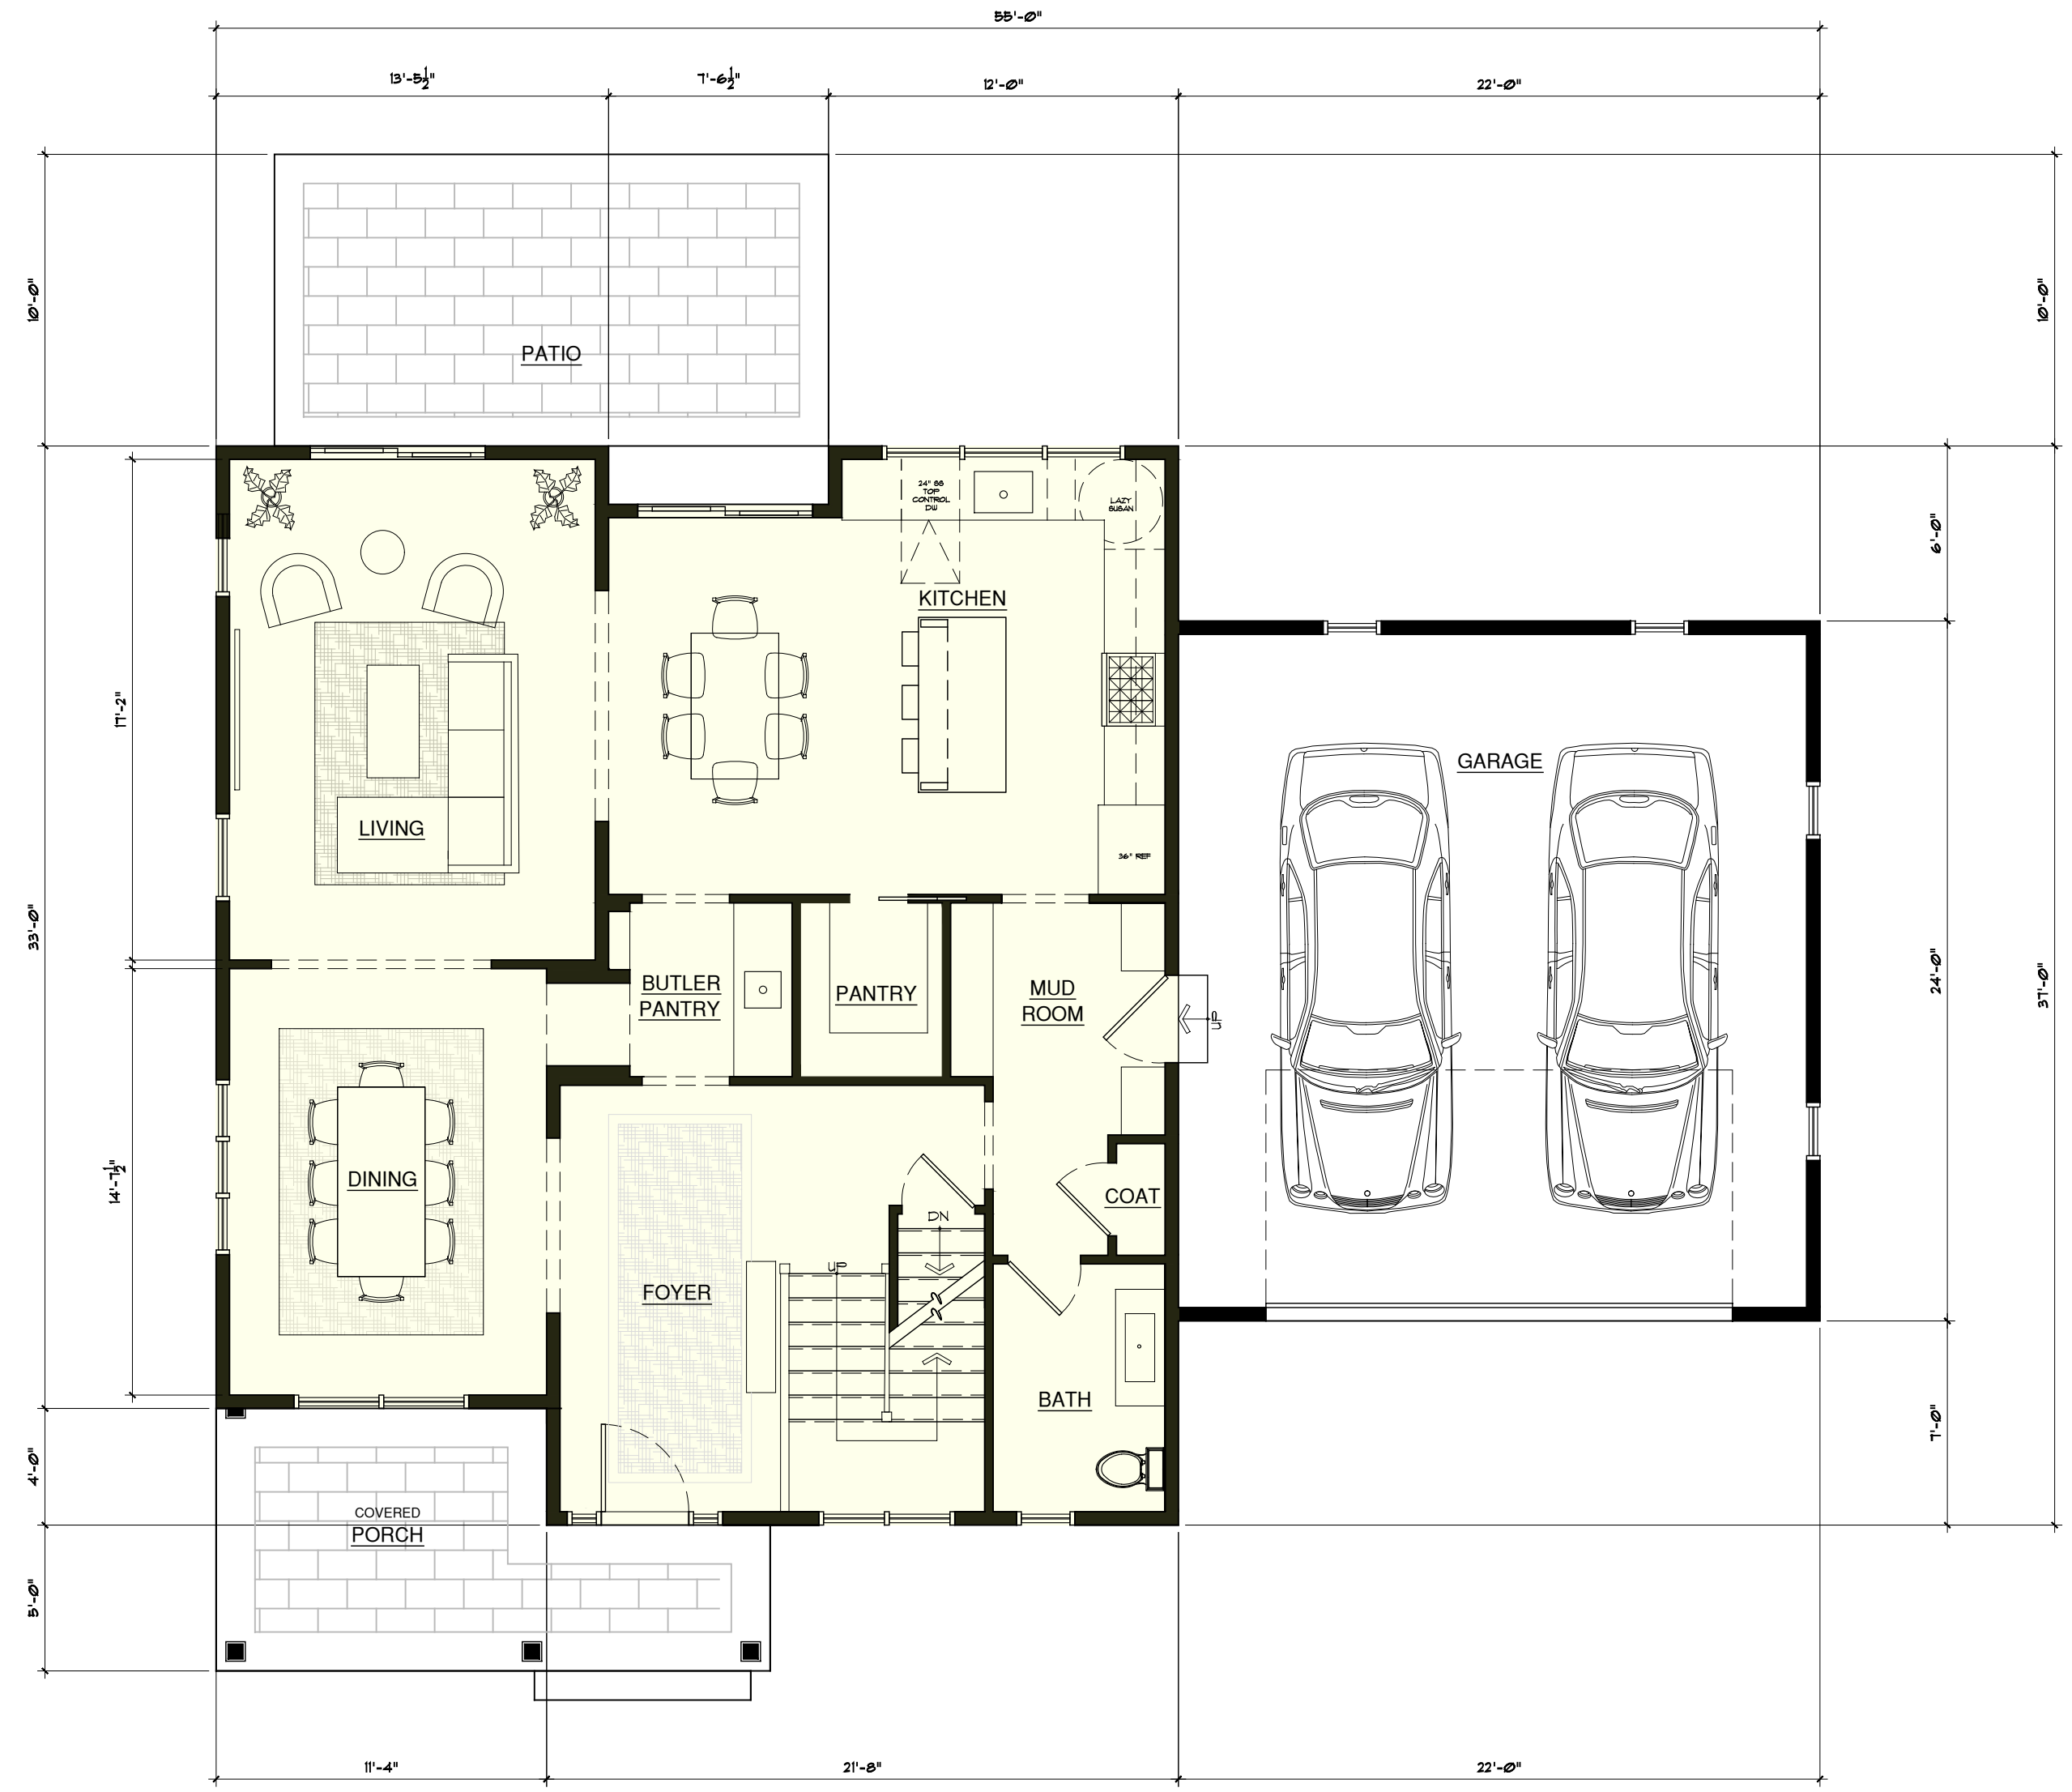 55'-0"
13'-5½"
7'-6½"
12'-0"
22'-0"
10'-0"
10'-0"
PATIO
24" SS
TOP
CONTROL
DW
LAZY
SUSAN
6'-0"
KITCHEN
17'-2"
GARAGE
LIVING
36" REF
33'-0"
BUTLER
PANTRY
PANTRY
MUD
ROOM
UP
24'-0"
37'-0"
14'-7½"
DINING
COAT
DN
UP
FOYER
BATH
7'-0"
4'-0"
COVERED
PORCH
5'-0"
11'-4"
21'-8"
22'-0"